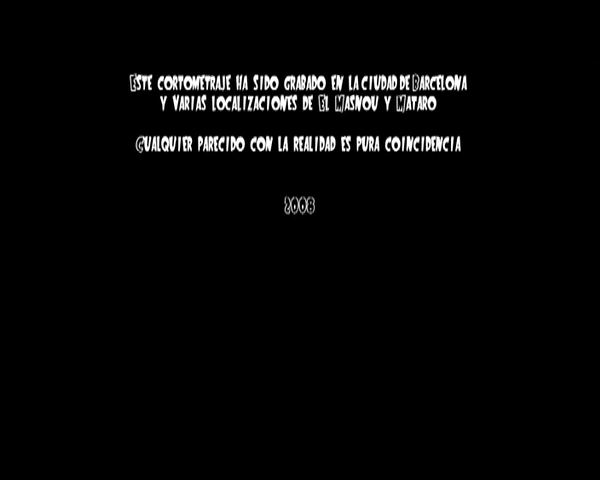 Este cortometraje ha sido grabado en la ciudad de Barcelona
y varias localizaciones de El Masnou y Mataro
Cualquier parecido con la realidad es pura coincidencia
2008